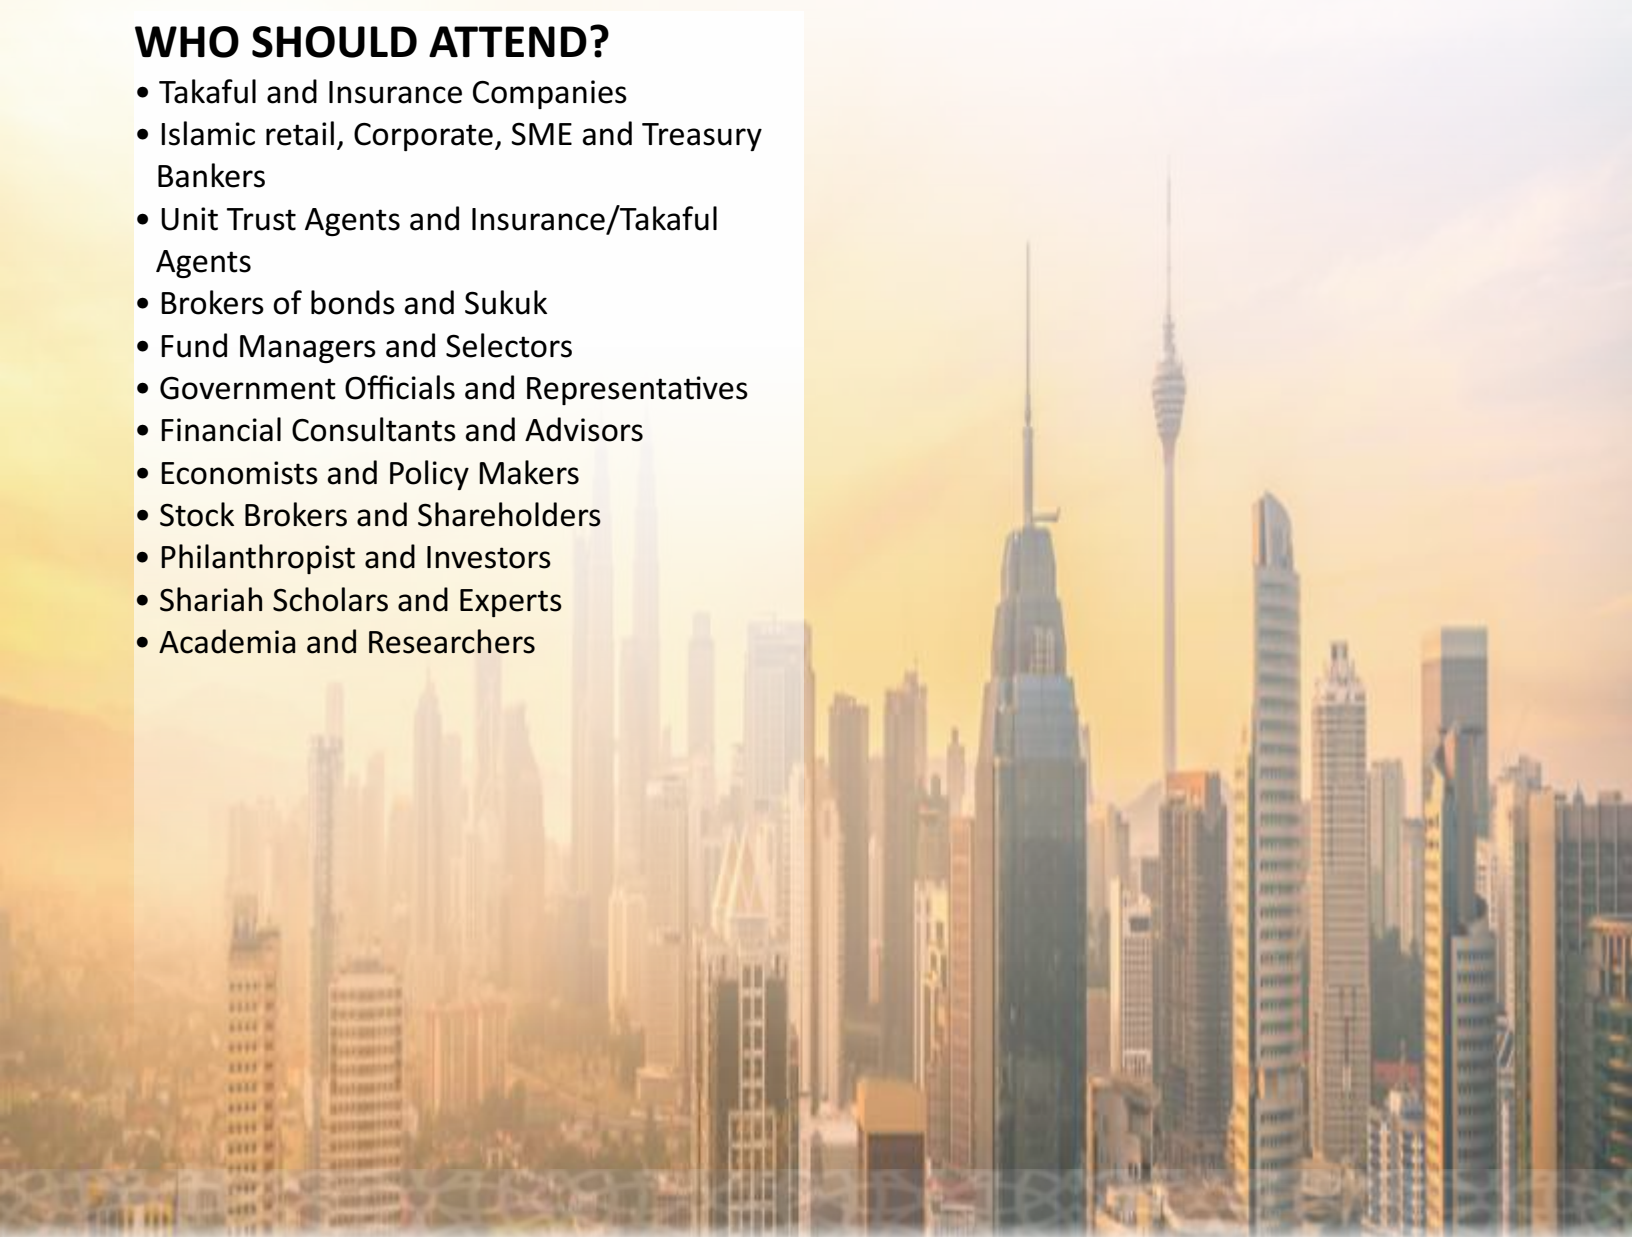 WHO SHOULD ATTEND?
• Takaful and Insurance Companies
• Islamic retail, Corporate, SME and Treasury
Bankers
• Unit Trust Agents and Insurance/Takaful
Agents
• Brokers of bonds and Sukuk
• Fund Managers and Selectors
• Government Officials and Representatives
• Financial Consultants and Advisors
• Economists and Policy Makers
• Stock Brokers and Shareholders
• Philanthropist and Investors
• Shariah Scholars and Experts
• Academia and Researchers